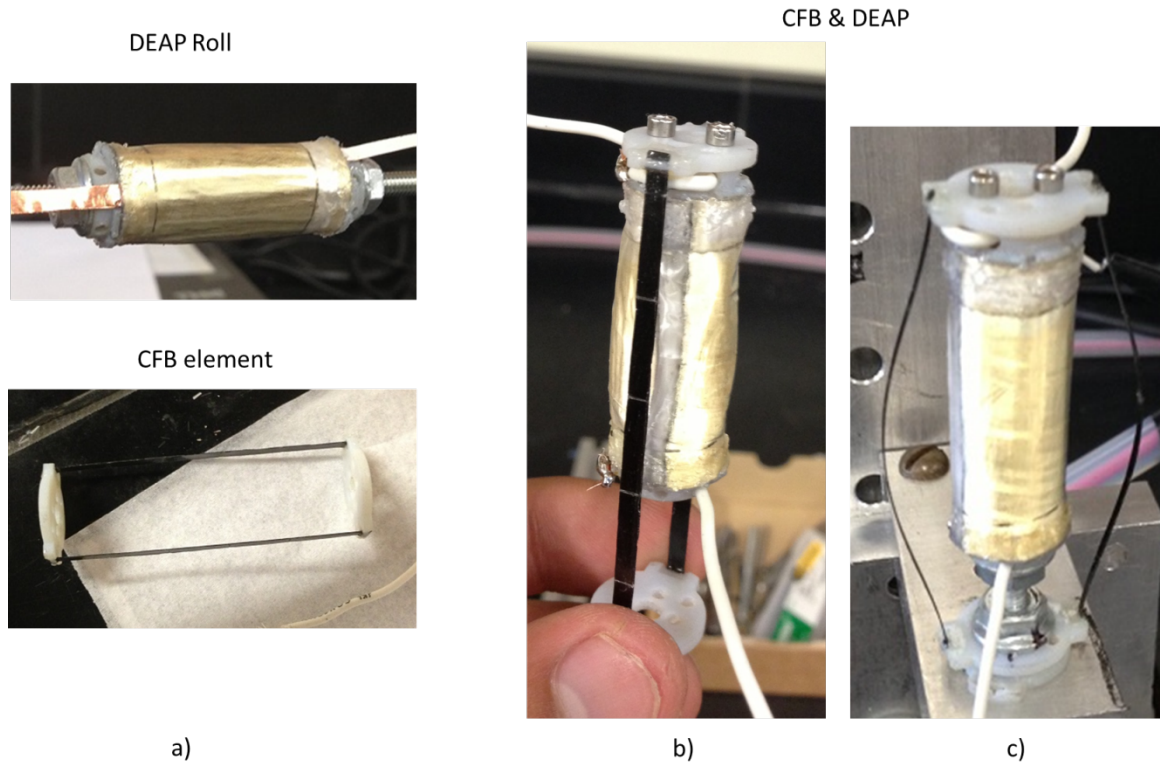 CFB & DEAP
DEAP Roll
CFB element
a)
b)
c)